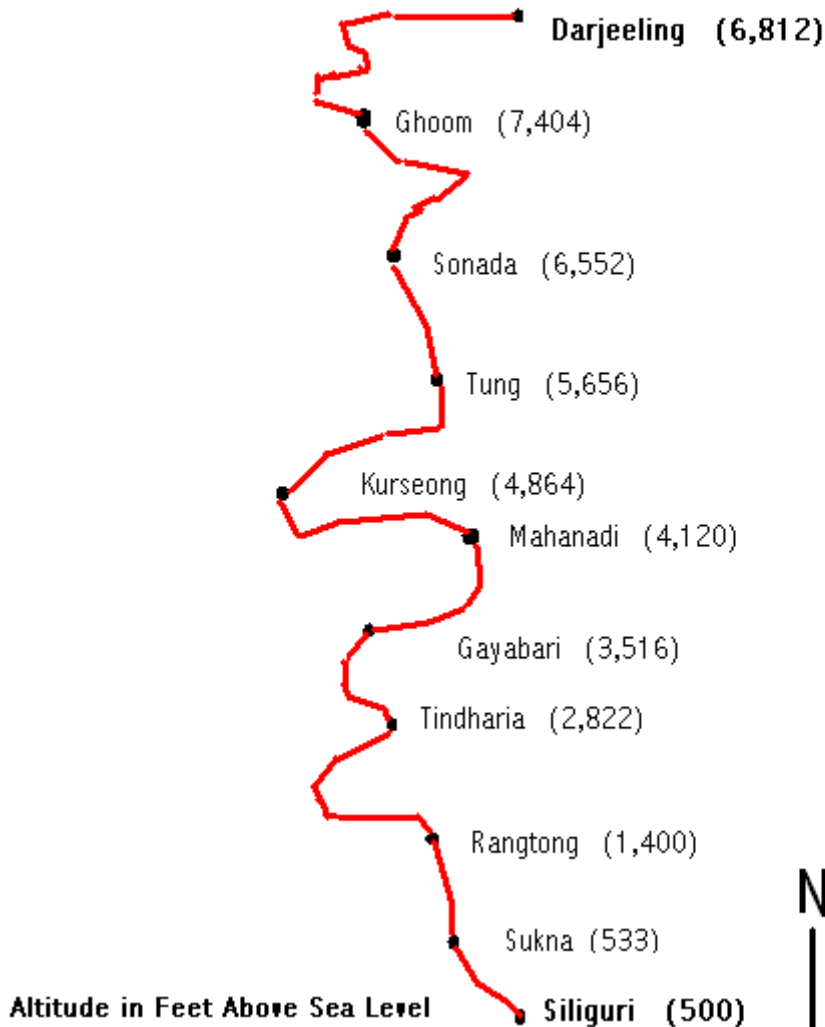 Darjeeling (6,812)
Ghoom (7,404)
Sonada (6,552)
Tung (5,656)
Kurseong (4,864)
Mahanadi (4,120)
Gayabari (3,516)
Tindharia (2,822)
Rangtong (1,400)
N
Sukna (533)
Altitude in Feet Above Sea Level
Siliguri (500)